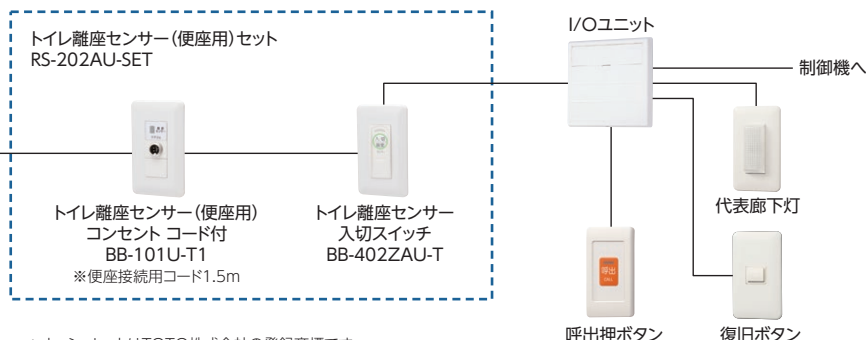 トイレ離座センサー(便座用)セット
RS-202AU-SET
I/Oユニット
制御機へ
トイレ離座センサー(便座用)
コンセント コード付
BB-101U-T1
※便座接続用コード1.5m
トイレ離座センサー
入切スイッチ
BB-402ZAU-T
代表廊下灯
呼出
呼出押ボタン
復旧ボタン